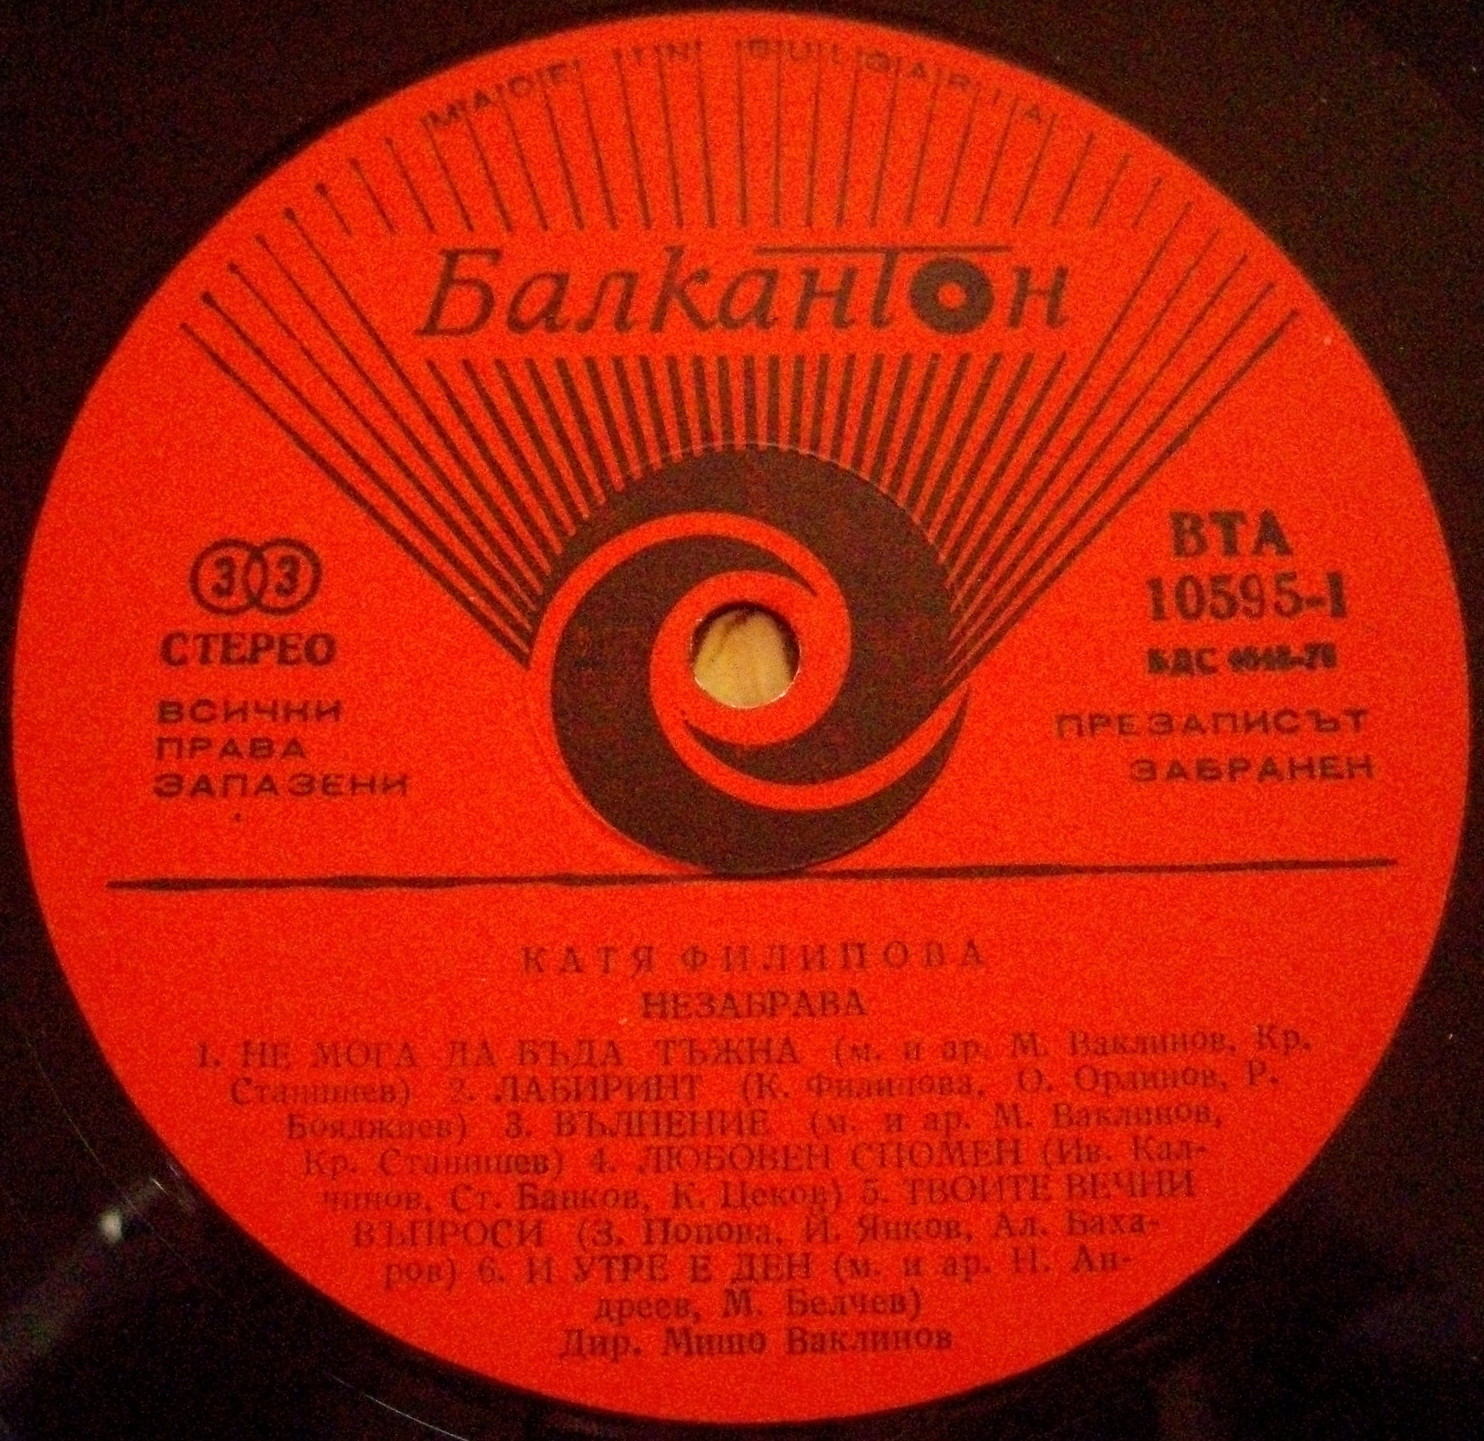 MADE IN BULGARIA
Балкантон
33
СТЕРЕО
ВСИЧКИ
ПРАВА
ЗАПАЗЕНИ
ВТА
10595-I
БДС
ПРЕЗАПИСЪТ
ЗАБРАНЕН
КАТЯ ФИЛИПОВА
НЕЗАБРАВА
1. НЕ МОГА ДА БЪДА ТЪЖНА (м. и ар. М. Ваклинов, Кр.
Станишев) 2. ЛАБИРИНТ (К. Филипова, О. Орлинов, Р.
Бояджиев) 3. ВЪЛНЕНИЕ (м. и ар. М. Ваклинов,
Кр. Станишев) 4. ЛЮБОВЕН СПОМЕН (Ив. Кал-
чинов, Ст. Банков, К. Цеков) 5. ТВОИТЕ ВЕЧНИ
ВЪПРОСИ (З. Попова, Й. Янков, Ал. Баха-
ров) 6. И УТРЕ Е ДЕН (м. и ар. Н. Ан-
дреев, М. Белчев)
Дир. Мишо Ваклинов